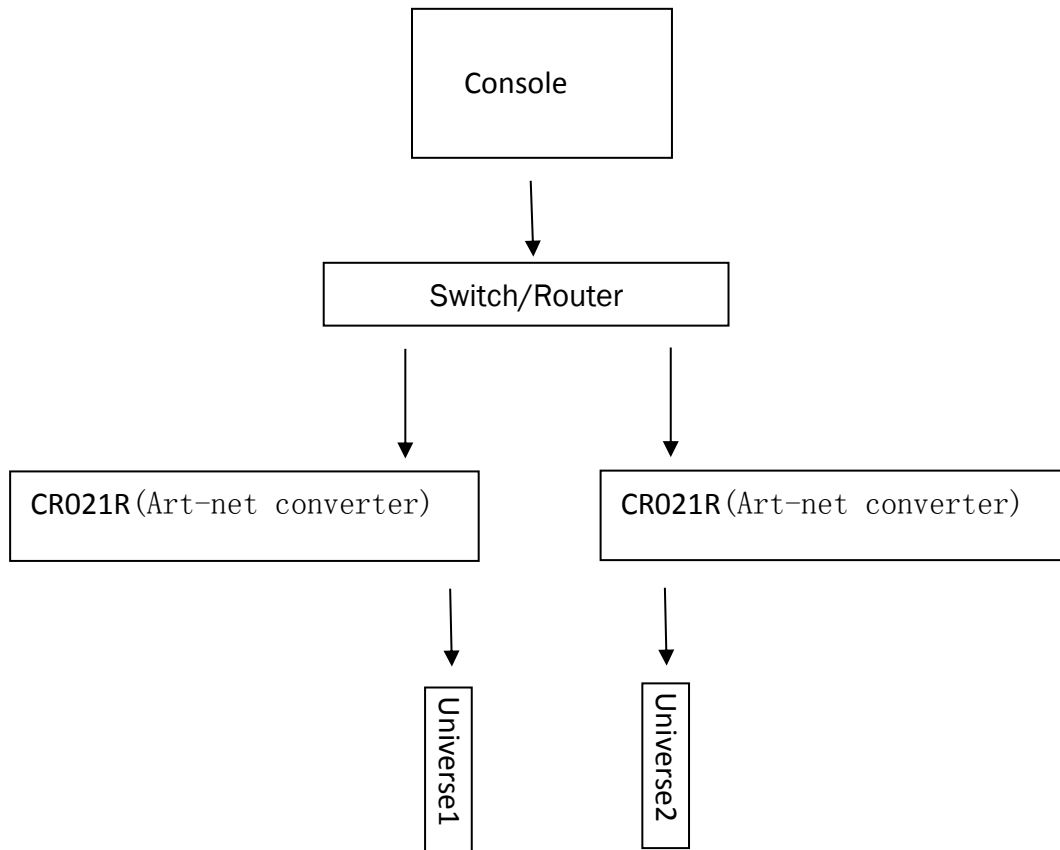 Console
Switch/Router
CR021R(Art-net converter)
CR021R(Art-net converter)
Universe1
Universe2